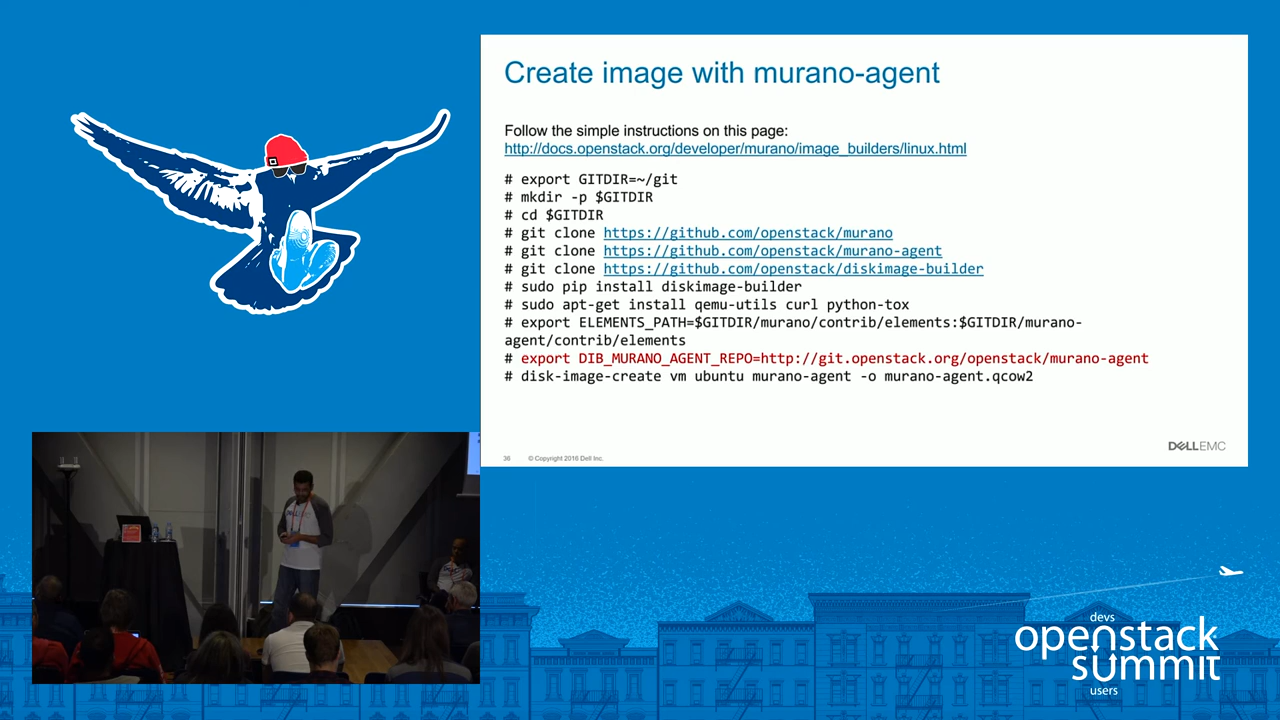 Create image with murano-agent
Follow the simple instructions on this page:
http://docs.openstack.org/developer/murano/image_builders/linux.html
# export GITDIR=~/git
# mkdir -p $GITDIR
# cd $GITDIR
# git clone https://github.com/openstack/murano
# git clone https://github.com/openstack/murano-agent
# git clone https://github.com/openstack/diskimage-builder
# sudo pip install diskimage-builder
# sudo apt-get install qemu-utils curl python-tox
# export ELEMENTS_PATH=$GITDIR/murano/contrib/elements:$GITDIR/murano-
agent/contrib/elements
# export DIB_MURANO_AGENT_REPO=http://git.openstack.org/openstack/murano-agent
# disk-image-create vm ubuntu murano-agent -o murano-agent.qcow2
36 © Copyright 2016 Dell Inc.
DELLEMC
devs
openstack
summit
users